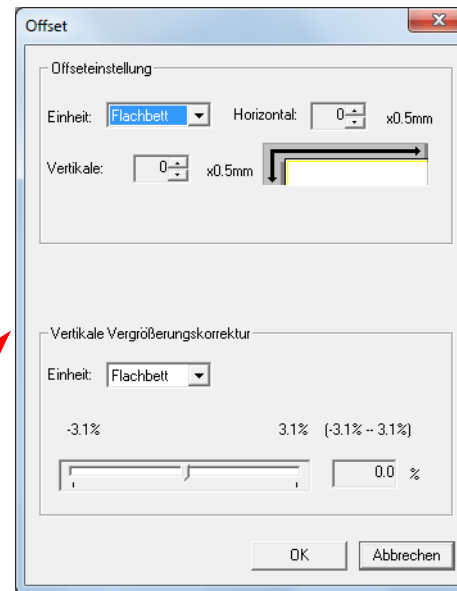 Offset
Offseteinstellung
Einheit: Flachbett Horizontal: 0 x0.5mm
Vertikale: 0 x0.5mm
Vertikale Vergrößerungskorrektur
Einheit: Flachbett
-3.1% 3.1% (-3.1% -- 3.1%)
0.0 %
OK Abbrechen